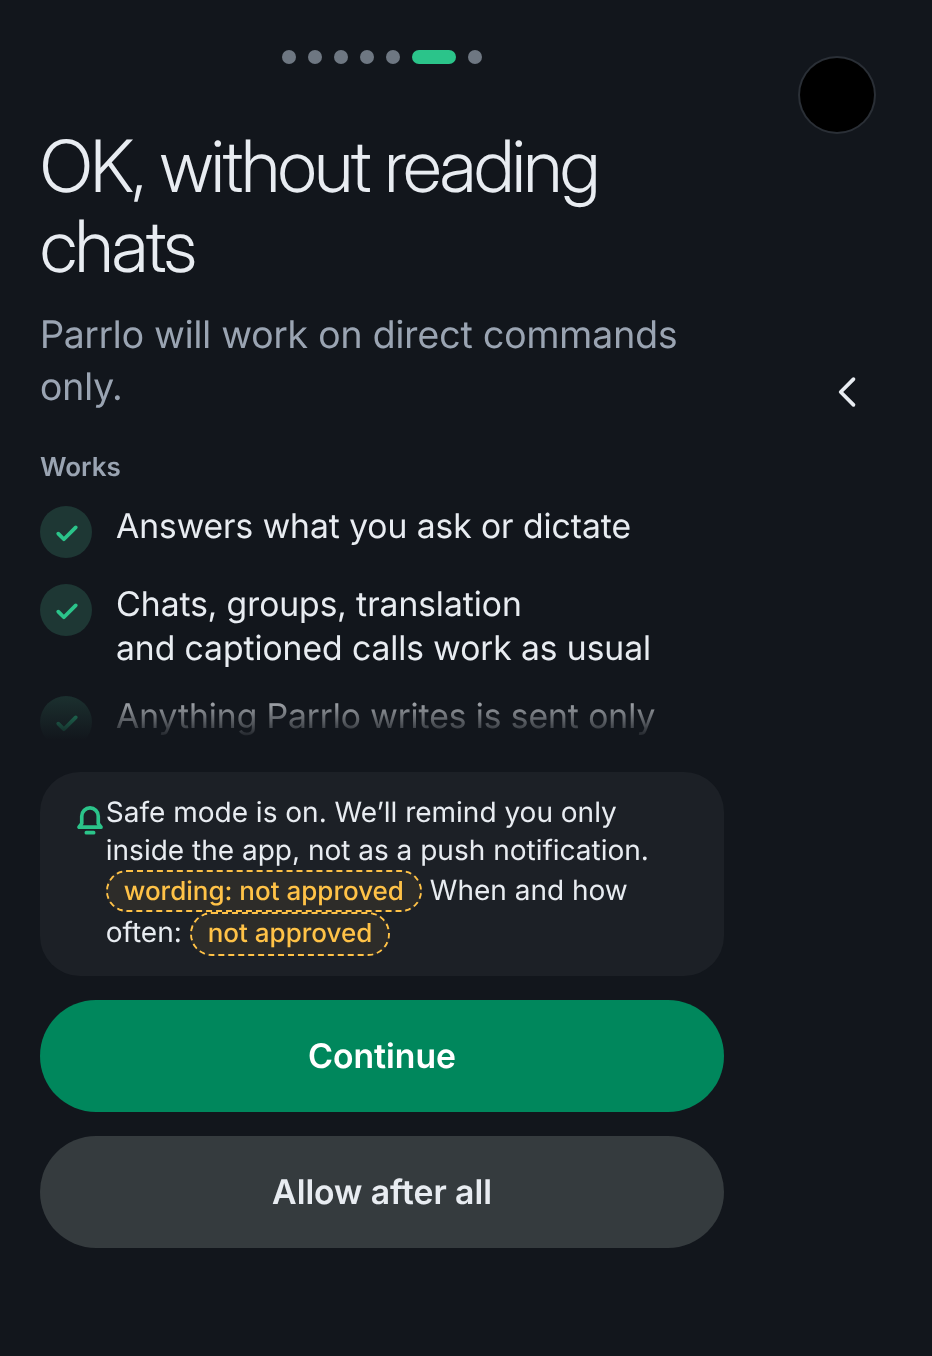 OK, without reading
chats
Parrlo will work on direct commands
only.
Works
Answers what you ask or dictate
Chats, groups, translation
and captioned calls work as usual
Anything Parrlo writes is sent only
Safe mode is on. We’ll remind you only
inside the app, not as a push notification.
wording: not approved When and how
often: not approved
Continue
Allow after all